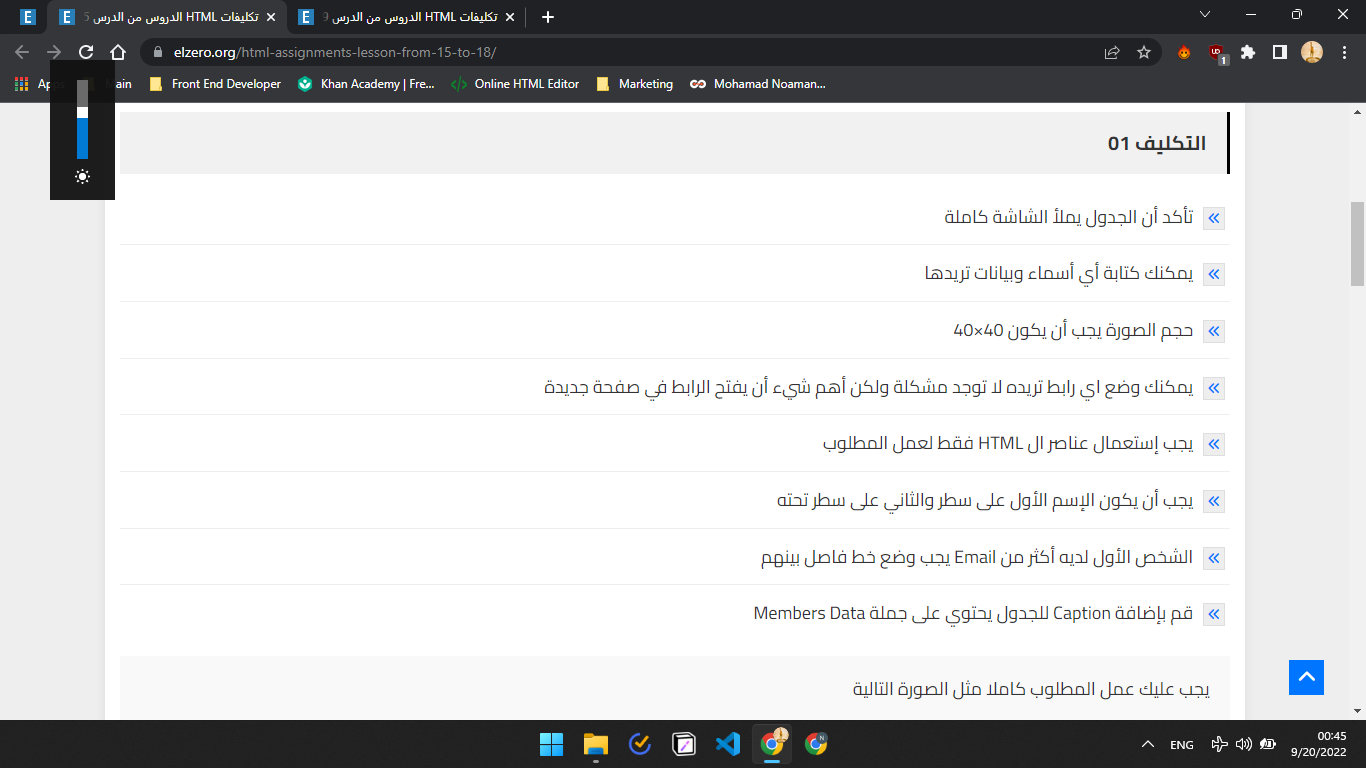 تكليفات HTML الدروس من الدرس 5
تكليفات HTML الدروس من الدرس 9
elzero.org/html-assignments-lesson-from-15-to-18/
1
Front End Developer
Khan Academy | Fre...
Online HTML Editor
Marketing
Mohamad Noaman...
التكليف 01
تأكد أن الجدول يملأ الشاشة كاملة
يمكنك كتابة أي أسماء وبيانات تريدها
حجم الصورة يجب أن يكون 40×40
يمكنك وضع اي رابط تريده لا توجد مشكلة ولكن أهم شيء أن يفتح الرابط في صفحة جديدة
يجب إستعمال عناصر ال HTML فقط لعمل المطلوب
يجب أن يكون الإسم الأول على سطر والثاني على سطر تحته
الشخص الأول لديه أكثر من Email يجب وضع خط فاصل بينهم
قم بإضافة Caption للجدول يحتوي على جملة Members Data
يجب عليك عمل المطلوب كاملا مثل الصورة التالية
ENG
00:45
9/20/2022